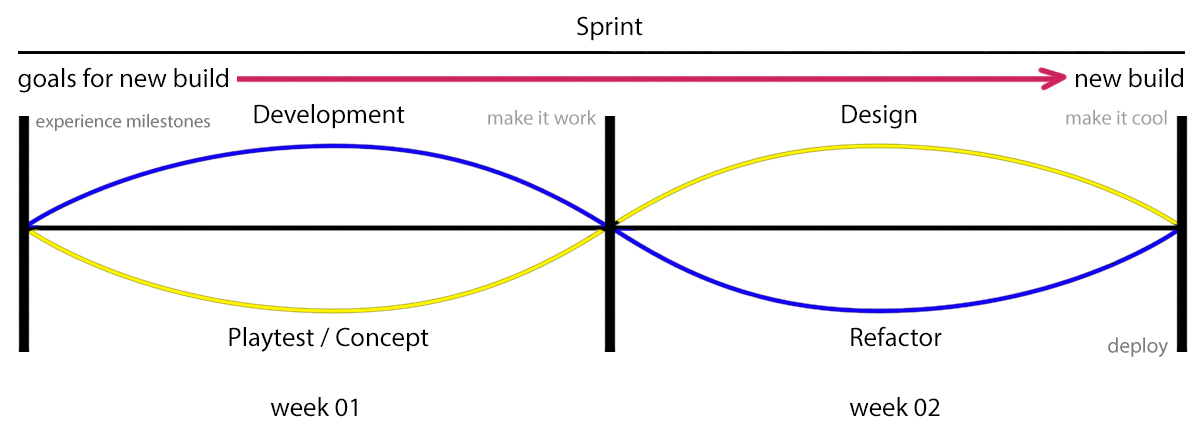 Sprint
goals for new build
new build
experience milestones
Development
make it work
Design
make it cool
Playtest / Concept
Refactor
deploy
week 01
week 02